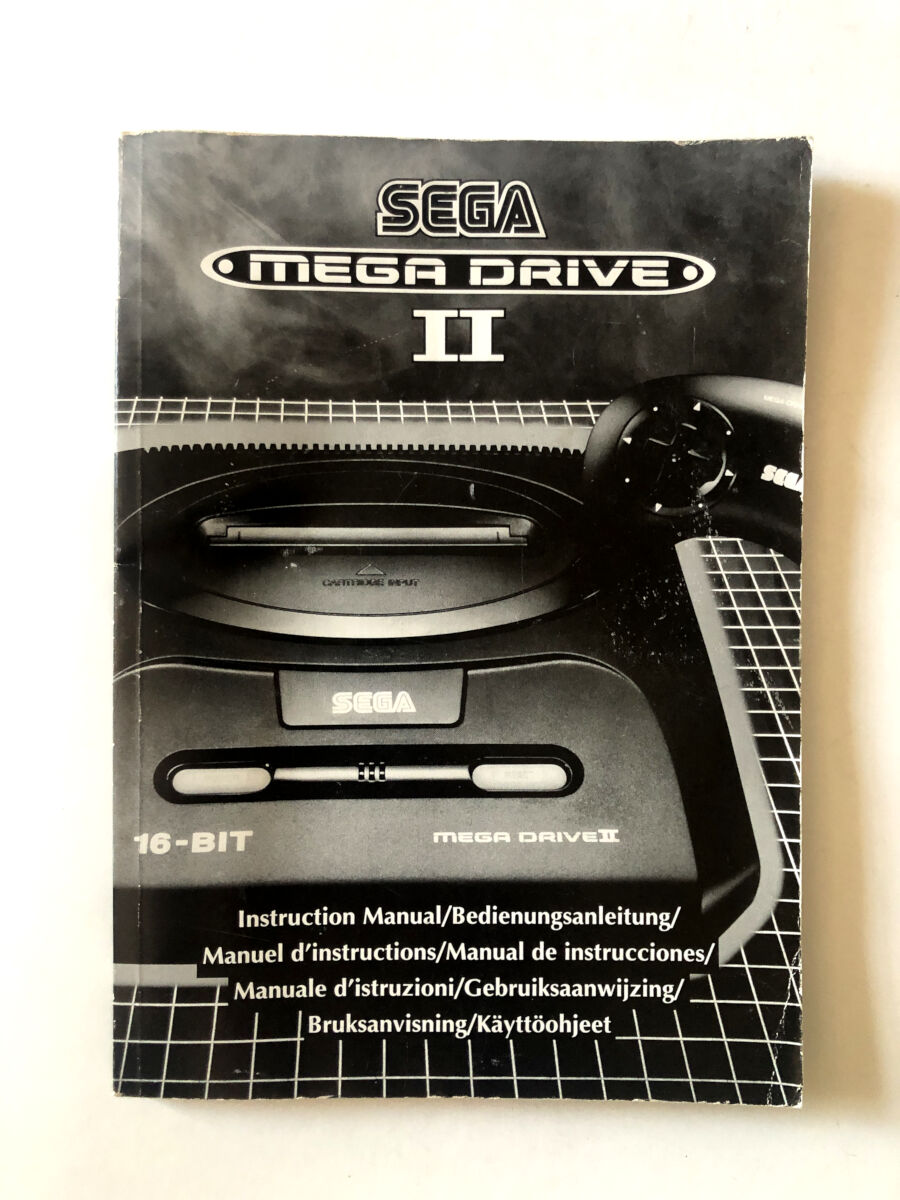 SEGA
MEGA DRIVE
II
SEGA
CARTRIDGE INPUT
SEGA
16-BIT
MEGA DRIVE II
Instruction Manual/Bedienungsanleitung/
Manuel d'instructions/Manual de instrucciones/
Manuale d'istruzioni/Gebruiksaanwijzing/
Bruksanvisning/Käyttöohjeet